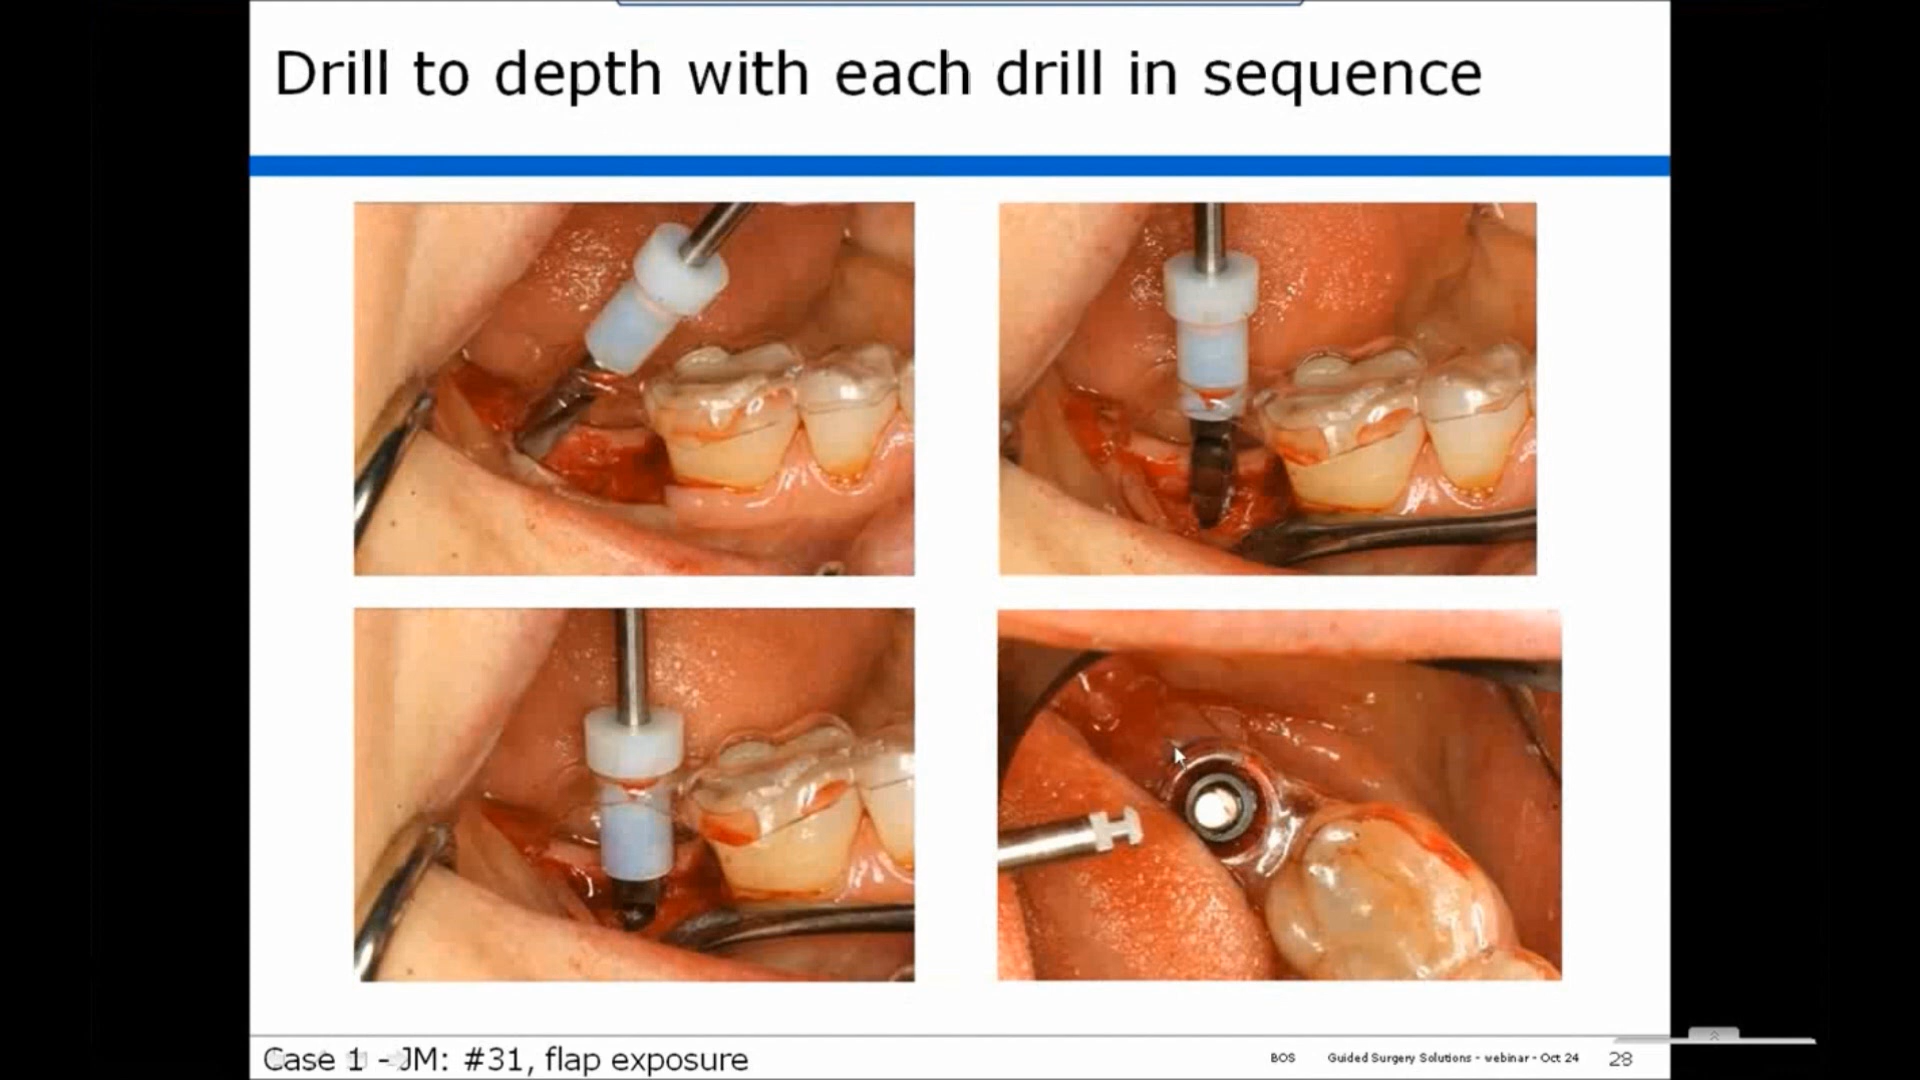 Drill to depth with each drill in sequence
Case 1 - JM: #31, flap exposure
BOS Guided Surgery Solutions - webinar - Oct 24 28